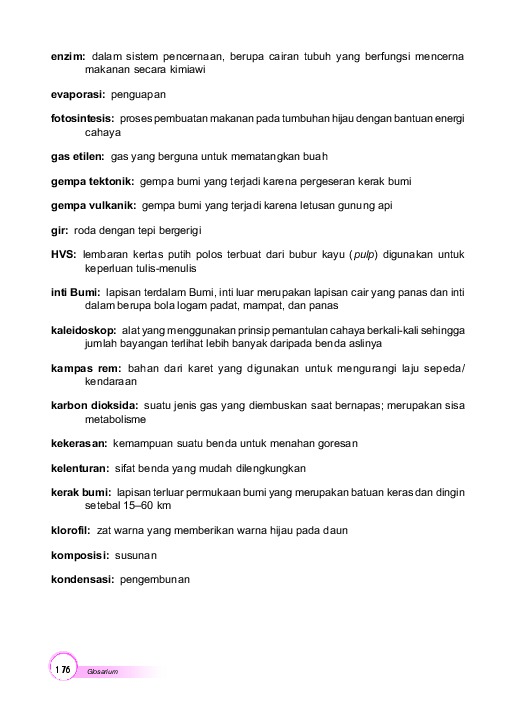 enzim: dalam sistem pencernaan, berupa cairan tubuh yang berfungsi mencerna
makanan secara kimiawi
evaporasi: penguapan
fotosintesis: proses pembuatan makanan pada tumbuhan hijau dengan bantuan energi
cahaya
gas etilen: gas yang berguna untuk mematangkan buah
gempa tektonik: gempa bumi yang terjadi karena pergeseran kerak bumi
gempa vulkanik: gempa bumi yang terjadi karena letusan gunung api
gir: roda dengan tepi bergerigi
HVS: lembaran kertas putih polos terbuat dari bubur kayu (pulp) digunakan untuk
keperluan tulis-menulis
inti Bumi: lapisan terdalam Bumi, inti luar merupakan lapisan cair yang panas dan inti
dalam berupa bola logam padat, mampat, dan panas
kaleidoskop: alat yang menggunakan prinsip pemantulan cahaya berkali-kali sehingga
jumlah bayangan terlihat lebih banyak daripada benda aslinya
kampas rem: bahan dari karet yang digunakan untuk mengurangi laju sepeda/
kendaraan
karbon dioksida: suatu jenis gas yang diembuskan saat bernapas; merupakan sisa
metabolisme
kekerasan: kemampuan suatu benda untuk menahan goresan
kelenturan: sifat benda yang mudah dilengkungkan
kerak bumi: lapisan terluar permukaan bumi yang merupakan batuan keras dan dingin
setebal 15–60 km
klorofil: zat warna yang memberikan warna hijau pada daun
komposisi: susunan
kondensasi: pengembunan
176 Glosarium